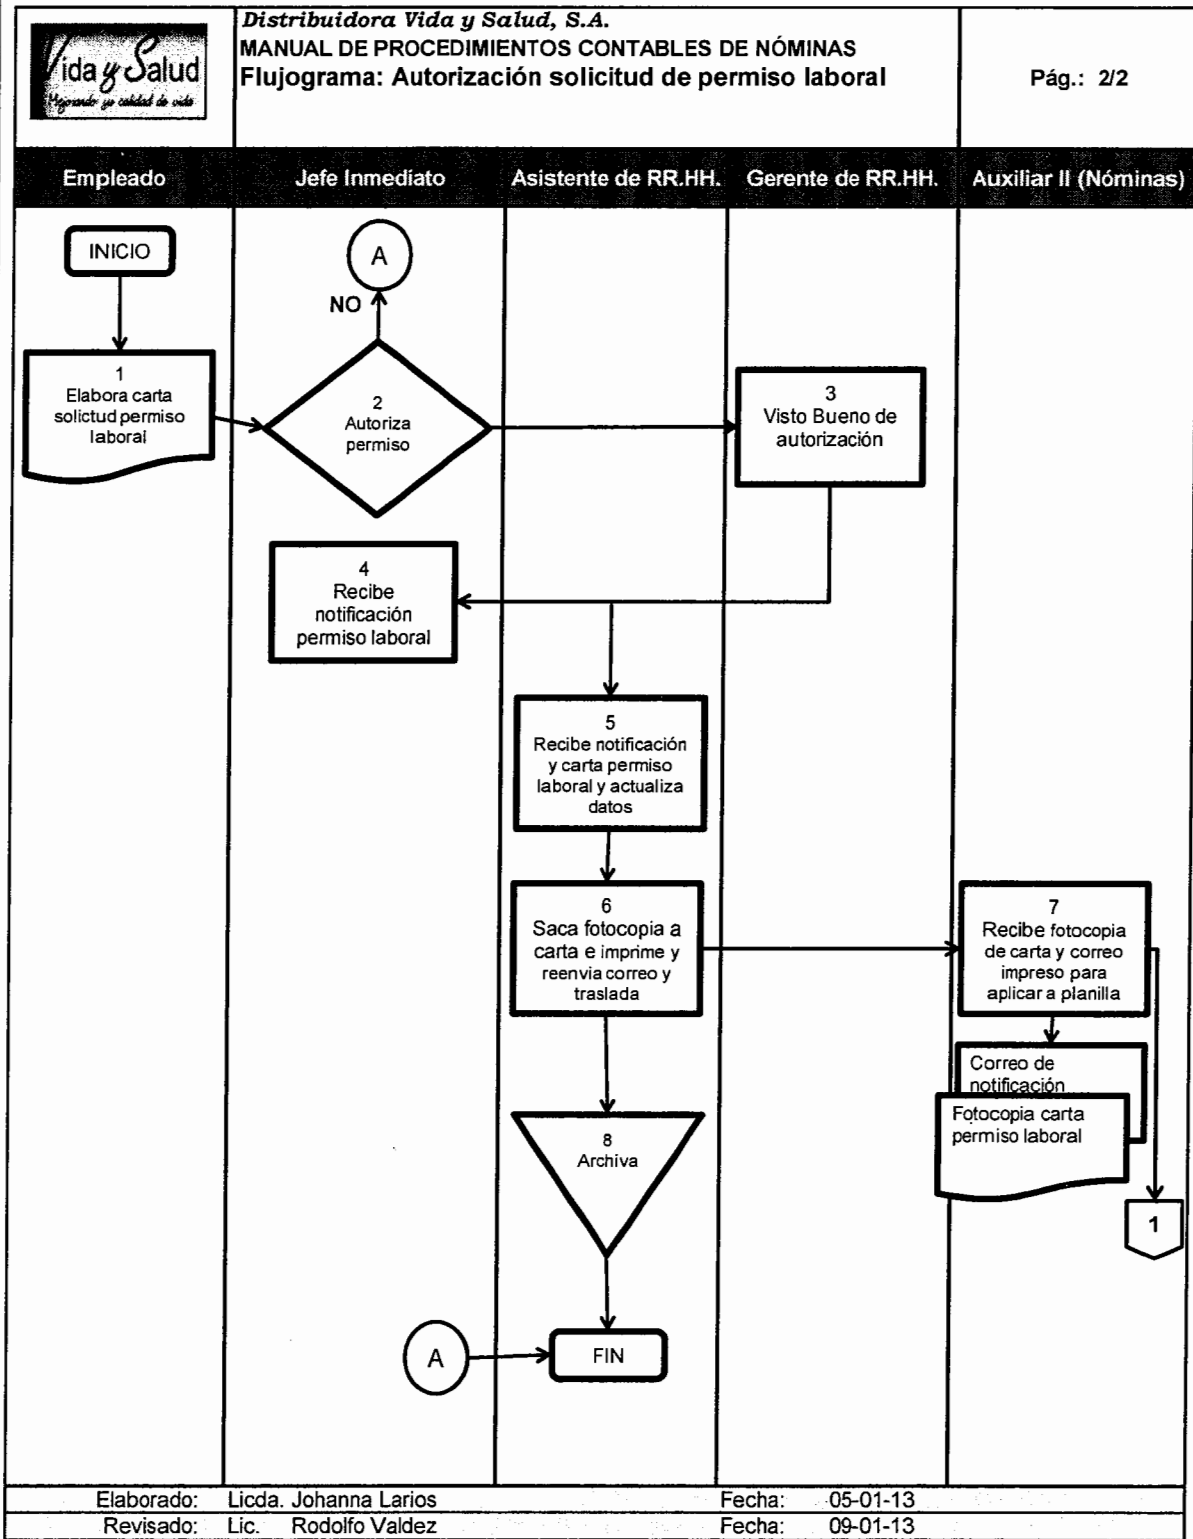 Vida y Salud
Mejorando su calidad de vida
Distribuidora Vida y Salud, S.A.
MANUAL DE PROCEDIMIENTOS CONTABLES DE NÓMINAS
Flujograma: Autorización solicitud de permiso laboral
Pág.: 2/2
Empleado
Jefe Inmediato
Asistente de RR.HH.
Gerente de RR.HH.
Auxiliar II (Nóminas)
INICIO
A
NO
1
Elabora carta
solictud permiso
laboral
2
Autoriza
permiso
3
Visto Bueno de
autorización
4
Recibe
notificación
permiso laboral
5
Recibe notificación
y carta permiso
laboral y actualiza
datos
6
Saca fotocopia a
carta e imprime y
reenvia correo y
traslada
7
Recibe fotocopia
de carta y correo
impreso para
aplicar a planilla
Correo de
notificación
Fotocopia carta
permiso laboral
8
Archiva
1
A
FIN
Elaborado: Licda. Johanna Larios Fecha: 05-01-13
Revisado: Lic. Rodolfo Valdez Fecha: 09-01-13